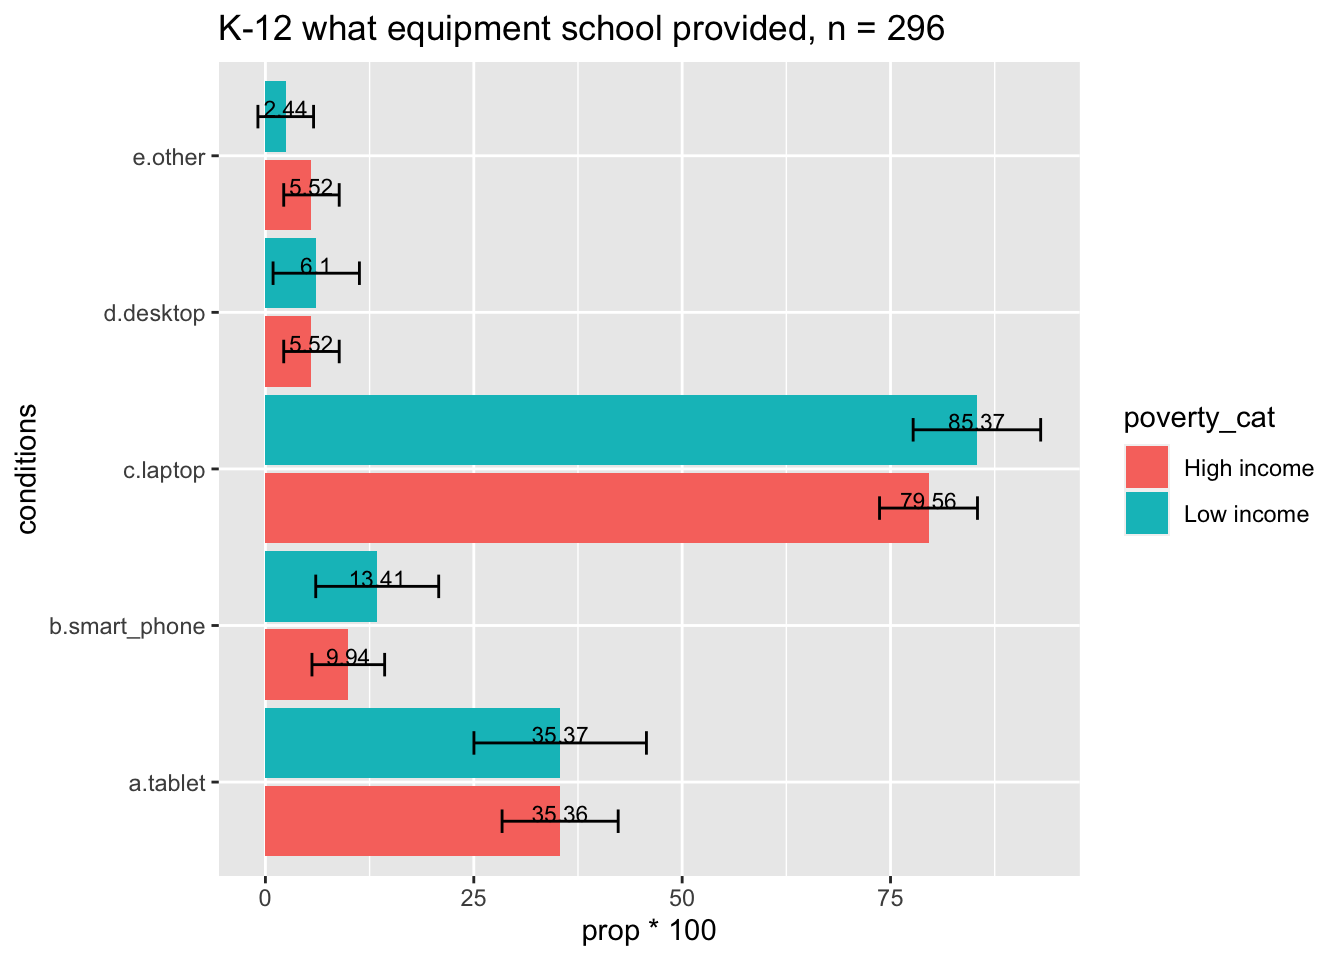 K-12 what equipment school provided, n = 296
conditions
e.other
2.44
5.52
d.desktop
6.1
5.52
c.laptop
85.37
79.56
b.smart_phone
13.41
9.94
a.tablet
35.37
35.36
0 25 50 75
prop * 100
poverty_cat
High income
Low income